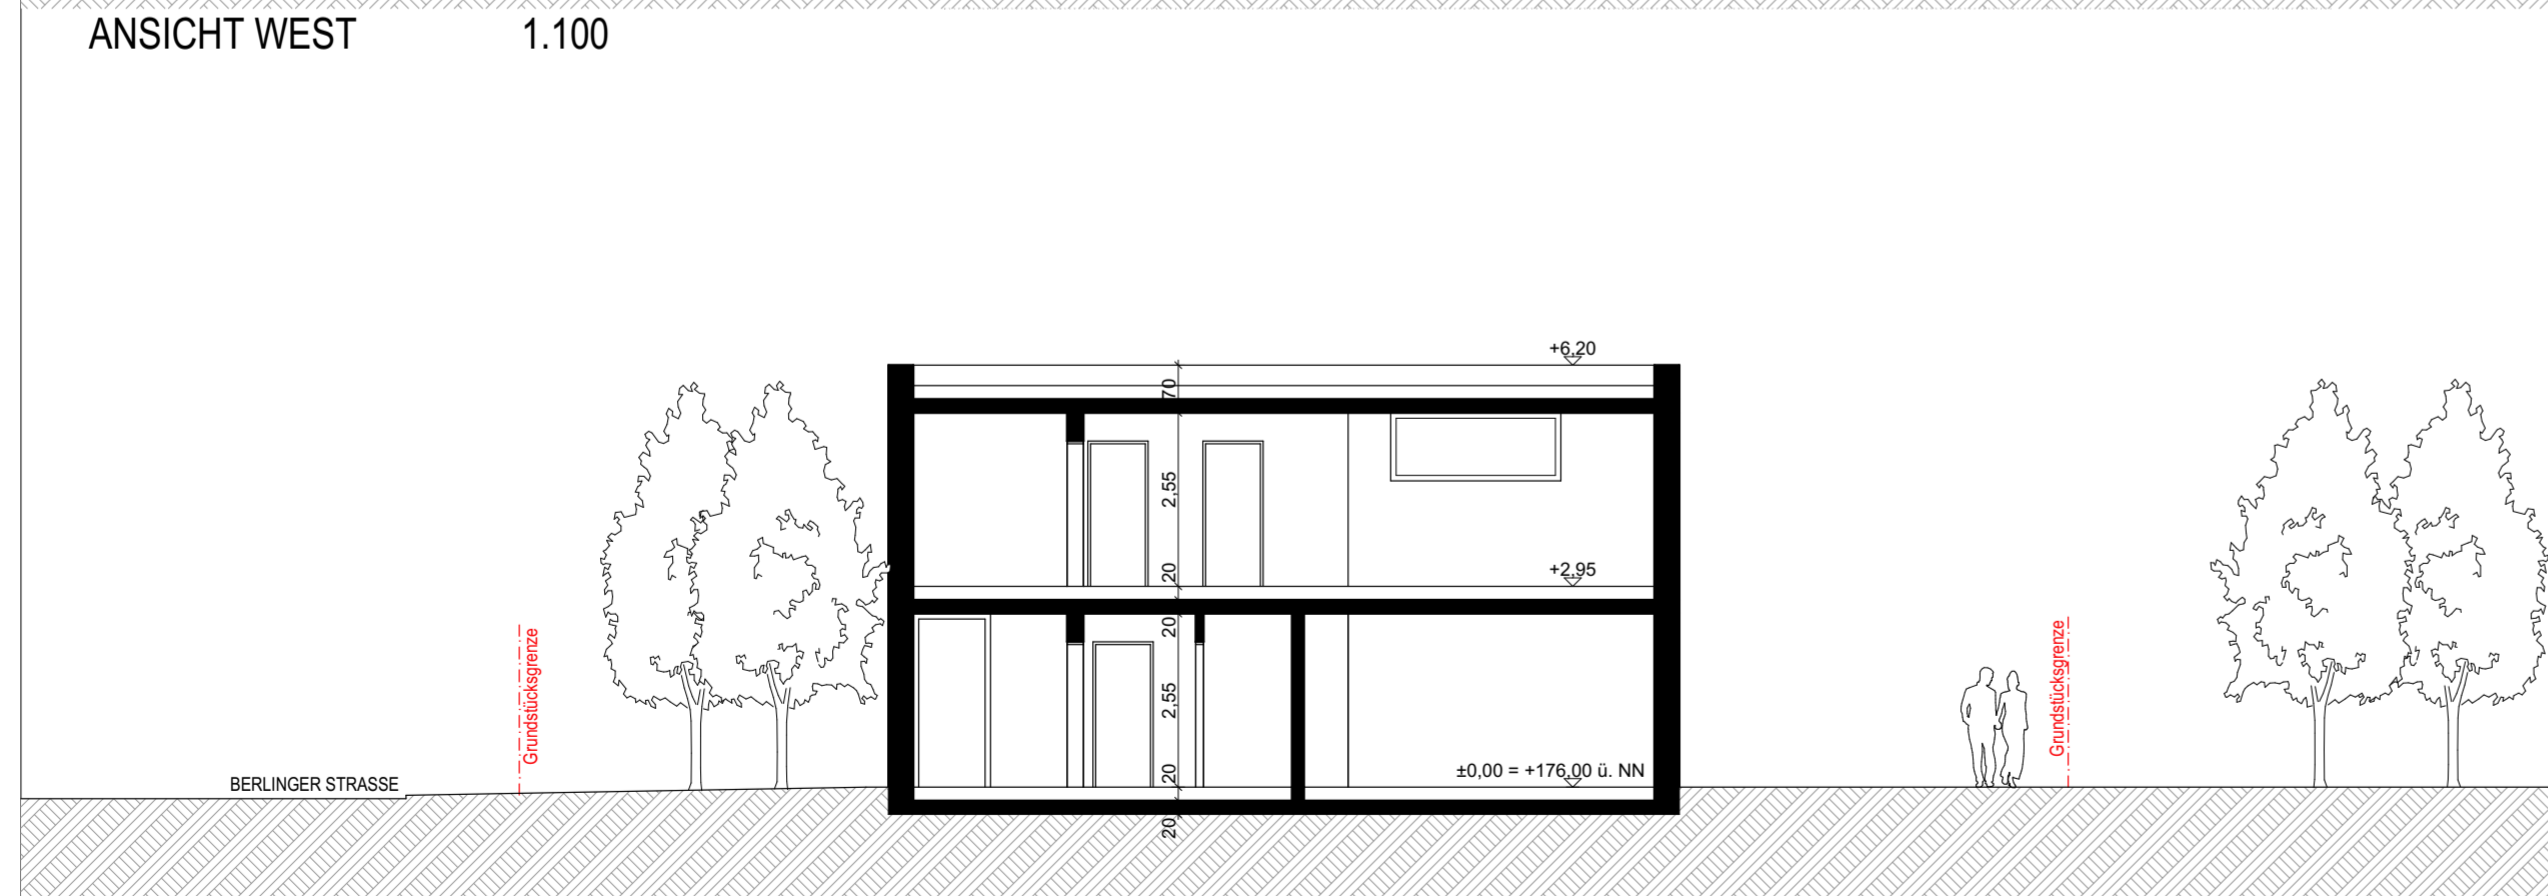 ANSICHT WEST 1.100
+6,20
70
2,55
20
+2,95
20
2,55
20
±0,00 = +176,00 ü. NN
20
BERLINGER STRASSE
Grundstücksgrenze
Grundstücksgrenze